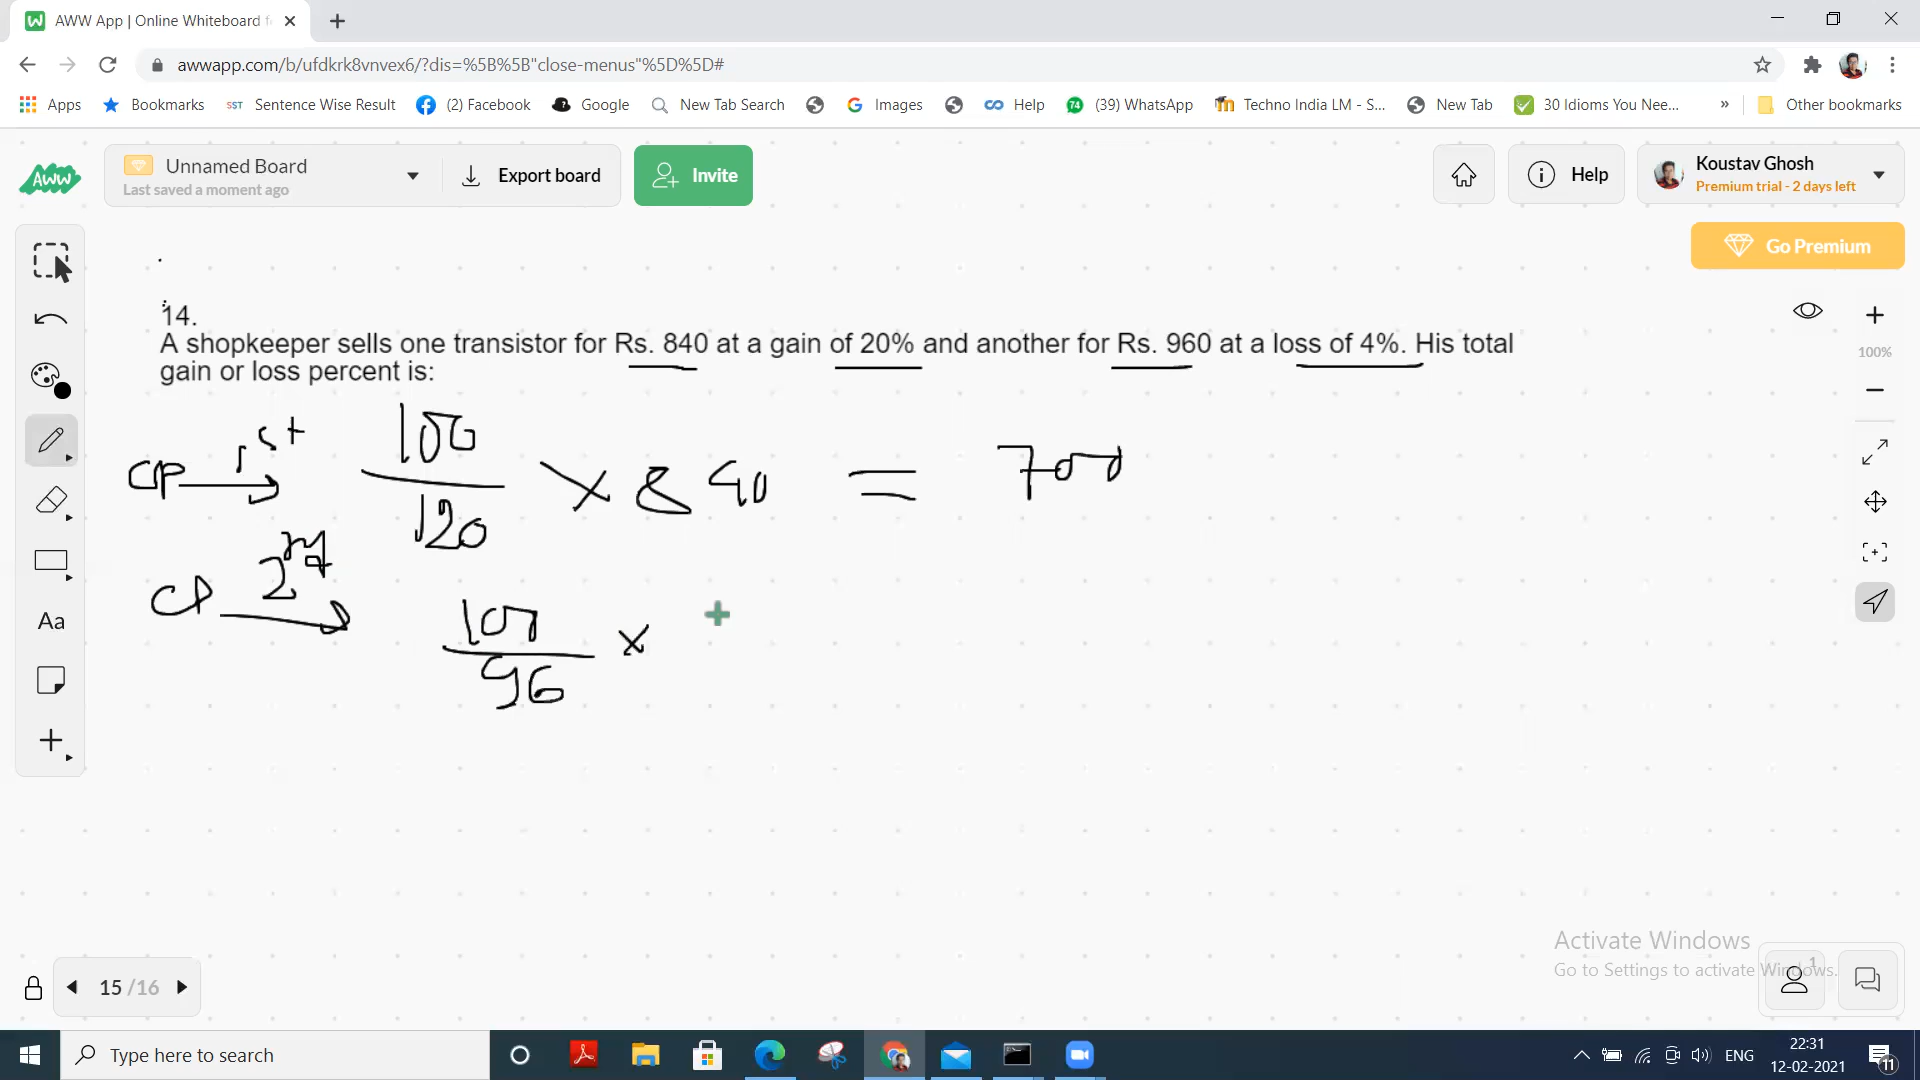 AWW App | Online Whiteboard f
awwapp.com/b/ufdkrk8vnvex6/?dis=%5B%5B"close-menus"%5D%5D#
Apps Bookmarks SST Sentence Wise Result (2) Facebook Google New Tab Search Images Help 74 (39) WhatsApp Techno India LM - S... New Tab 30 Idioms You Nee... » Other bookmarks
AWW Unnamed Board Last saved a moment ago Export board Invite Help Koustav Ghosh Premium trial - 2 days left
Go Premium
14.
A shopkeeper sells one transistor for Rs. 840 at a gain of 20% and another for Rs. 960 at a loss of 4%. His total
gain or loss percent is:
100%
CP 1st 100/120 × 840 = 700
CP 2nd 100/96 ×
Aa
Activate Windows
Go to Settings to activate Windows.
15 /16
1
Type here to search
ENG
22:31
12-02-2021
11